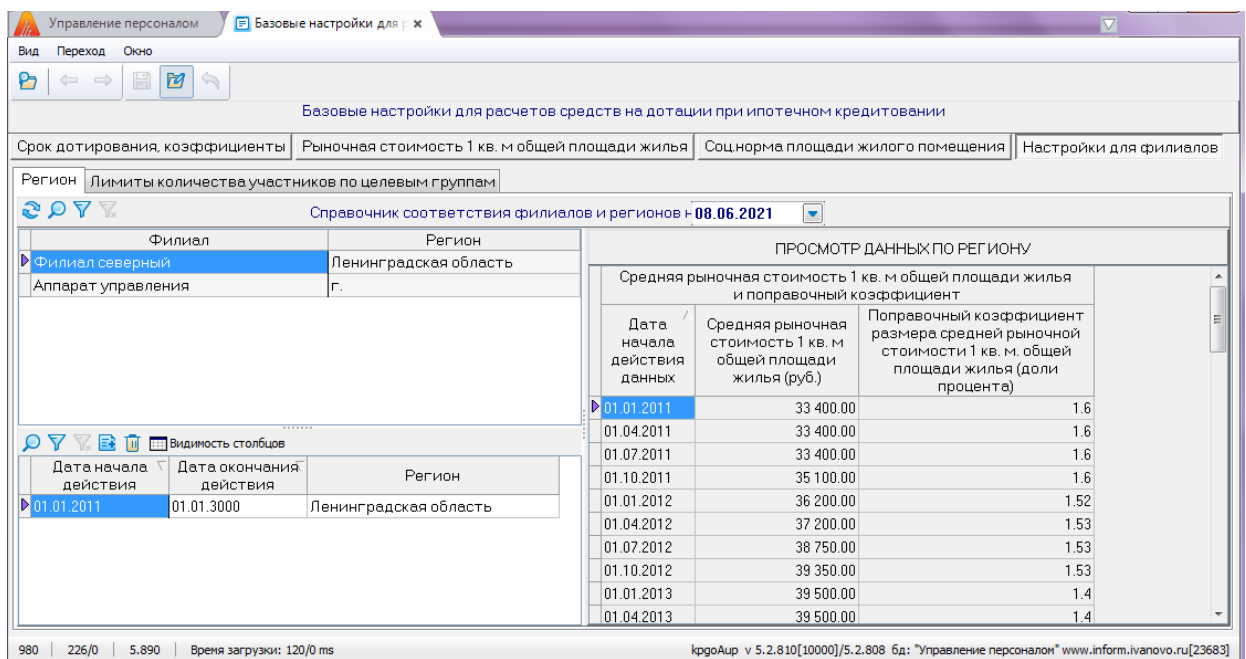 Управление персоналом
Базовые настройки для р
Вид Переход Окно
Базовые настройки для расчетов средств на дотации при ипотечном кредитовании
Срок дотирования, коэффициенты Рыночная стоимость 1 кв. м общей площади жилья Соц.норма площади жилого помещения Настройки для филиалов
Регион Лимиты количества участников по целевым группам
Справочник соответствия филиалов и регионов н 08.06.2021
Филиал Регион
Филиал северный Ленинградская область
Аппарат управления г.
ПРОСМОТР ДАННЫХ ПО РЕГИОНУ
Средняя рыночная стоимость 1 кв. м общей площади жилья
и поправочный коэффициент
Дата
начала
действия
данных
Средняя рыночная
стоимость 1 кв. м
общей площади
жилья (руб.)
Поправочный коэффициент
размера средней рыночной
стоимости 1 кв. м. общей
площади жилья (доли
процента)
01.01.2011 33 400.00 1.6
01.04.2011 33 400.00 1.6
01.07.2011 33 400.00 1.6
01.10.2011 35 100.00 1.6
01.01.2012 36 200.00 1.52
01.04.2012 37 200.00 1.53
01.07.2012 38 750.00 1.53
01.10.2012 39 350.00 1.53
01.01.2013 39 500.00 1.4
01.04.2013 39 500.00 1.4
Видимость столбцов
Дата начала
действия
Дата окончания
действия
Регион
01.01.2011 01.01.3000 Ленинградская область
980 226/0 5.890 Время загрузки: 120/0 ms kpgoAup v 5.2.810[10000]/5.2.808 бд: "Управление персоналом" www.inform.ivanovo.ru[23683]